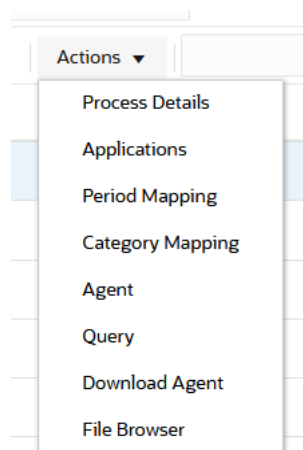 Actions
Process Details
Applications
Period Mapping
Category Mapping
Agent
Query
Download Agent
File Browser